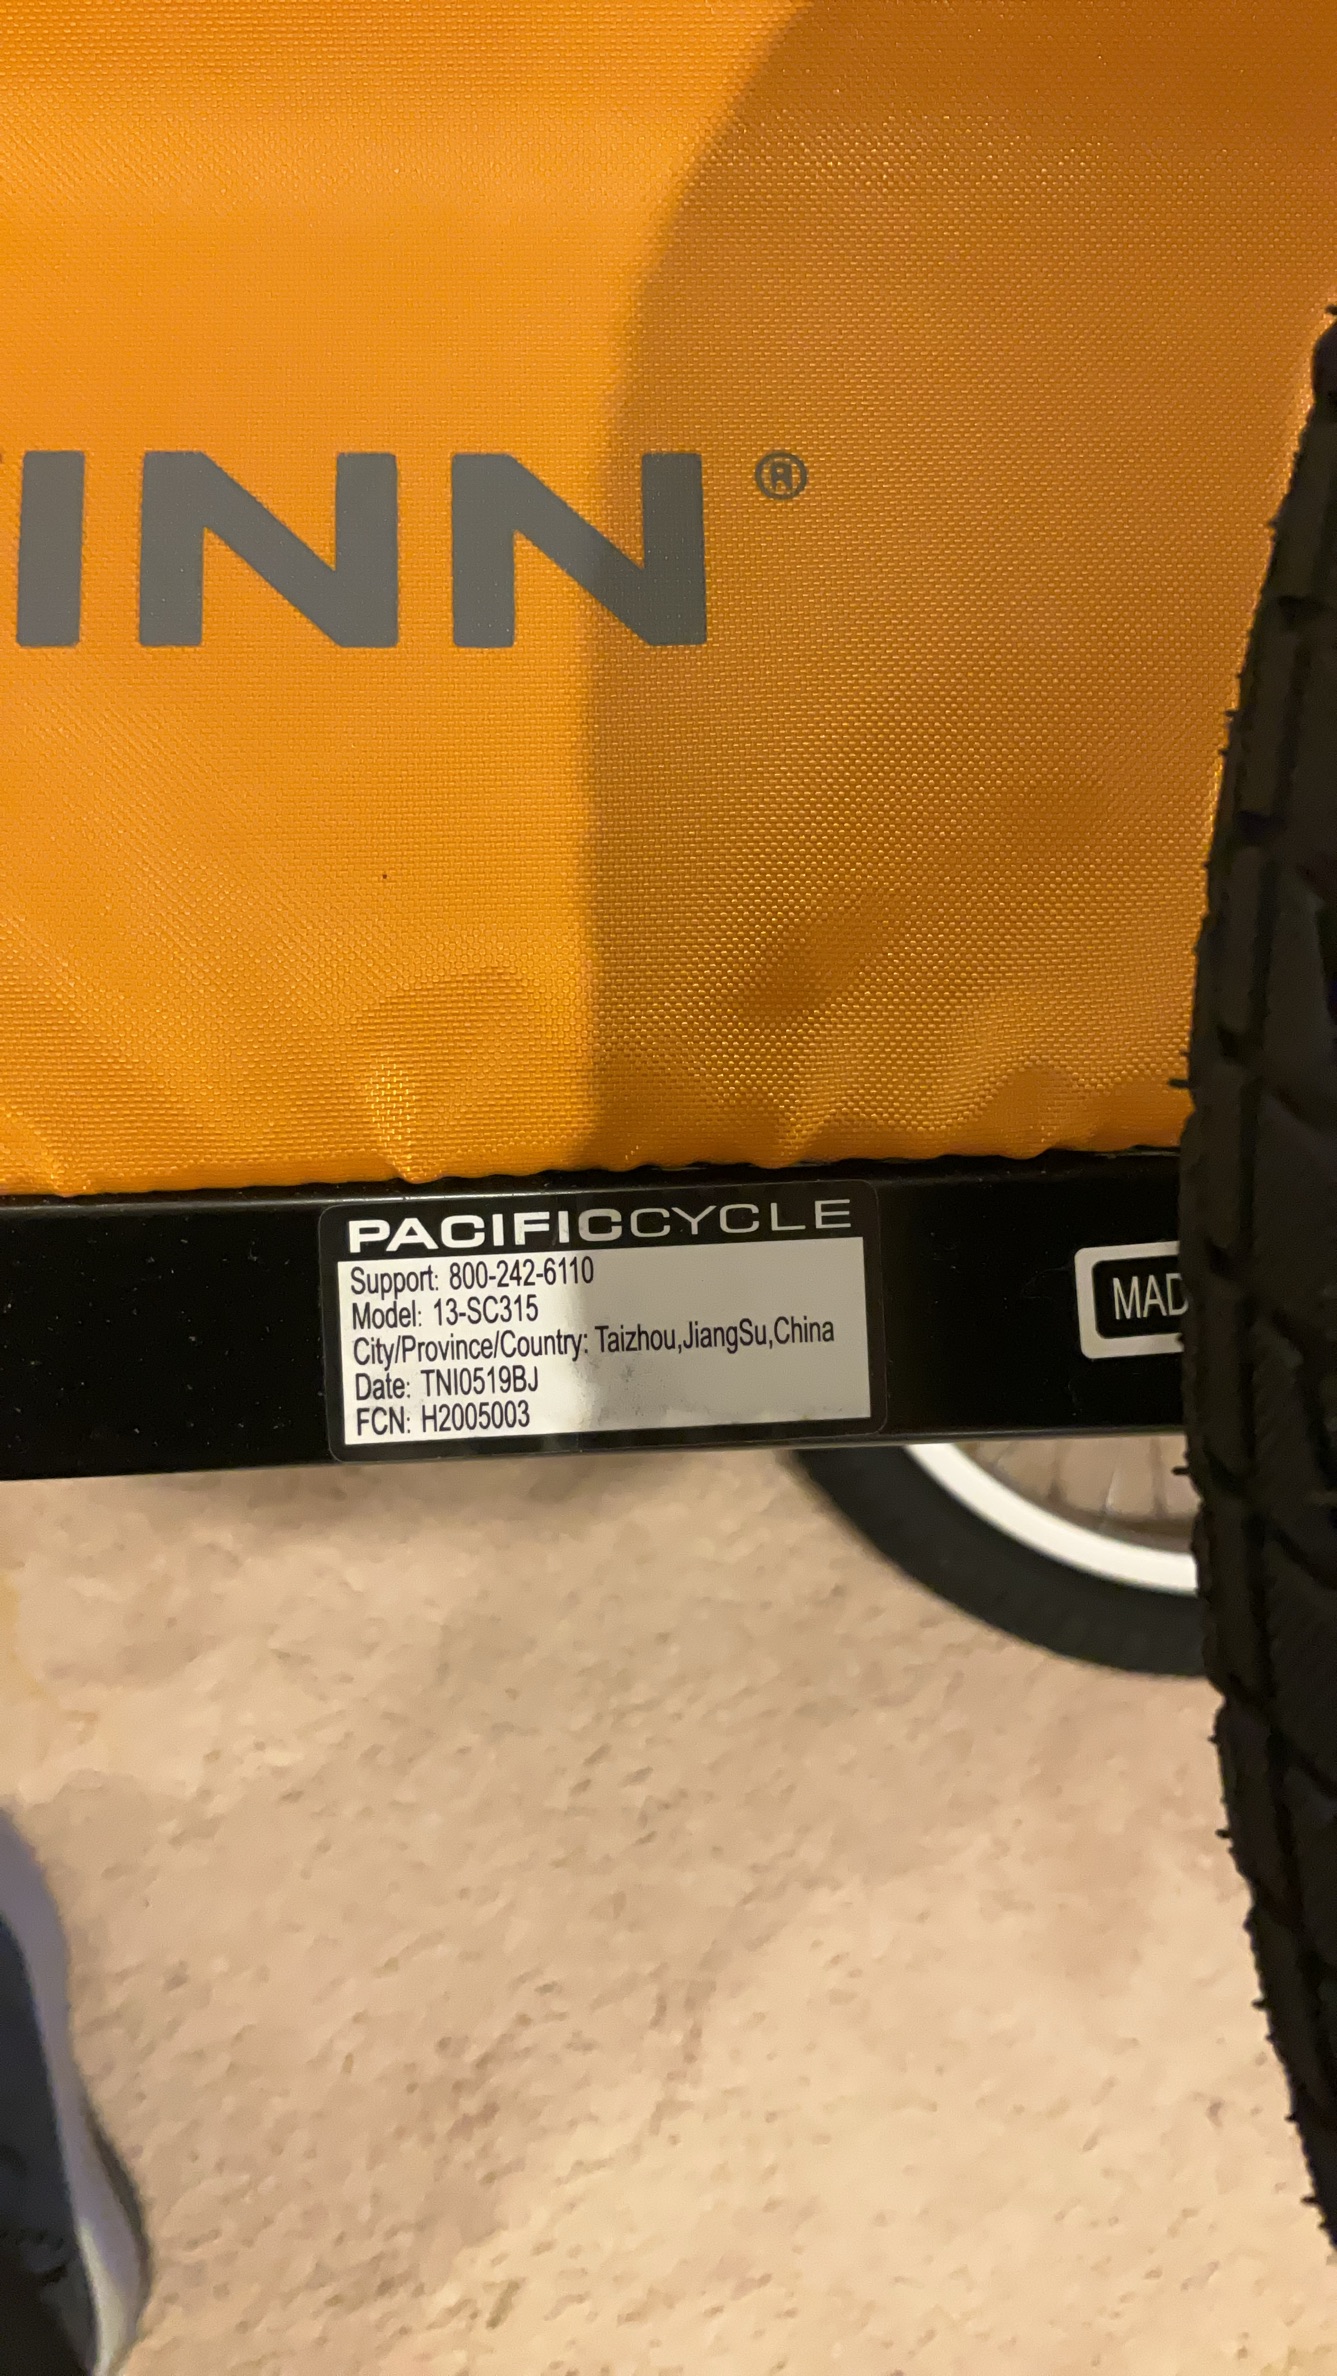 INN®
PACIFICCYCLE
Support: 800-242-6110
Model: 13-SC315
City/Province/Country: Taizhou,JiangSu,China
Date: TNI0519BJ
FCN: H2005003
MAD